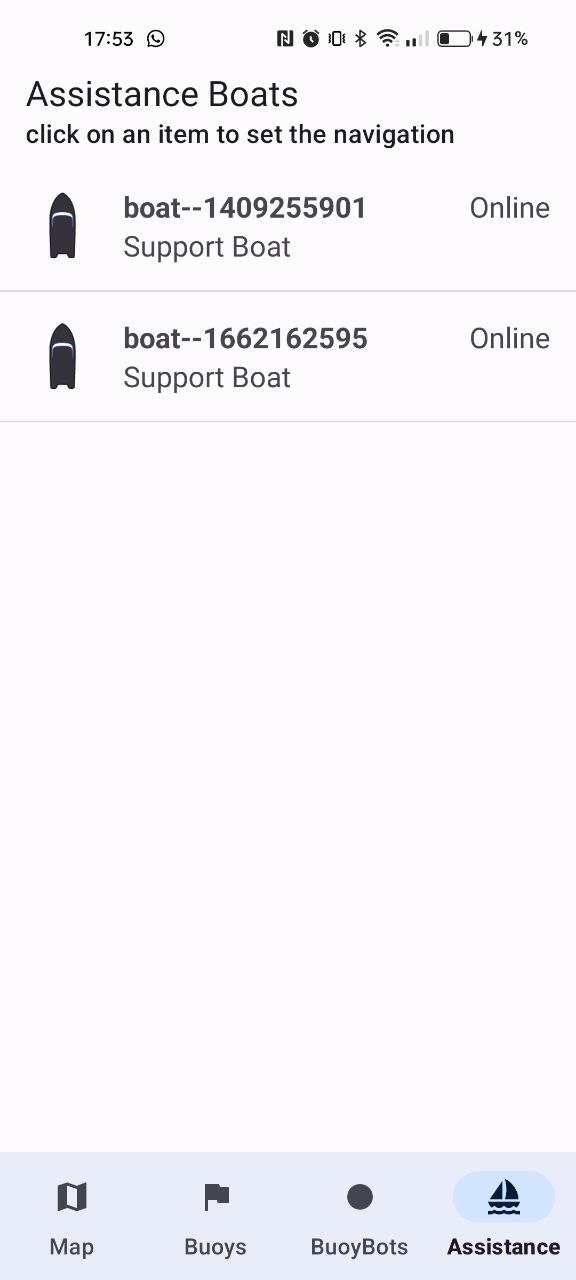 17:53 31%
Assistance Boats
click on an item to set the navigation
boat--1409255901 Online
Support Boat
boat--1662162595 Online
Support Boat
Map Buoys BuoyBots Assistance